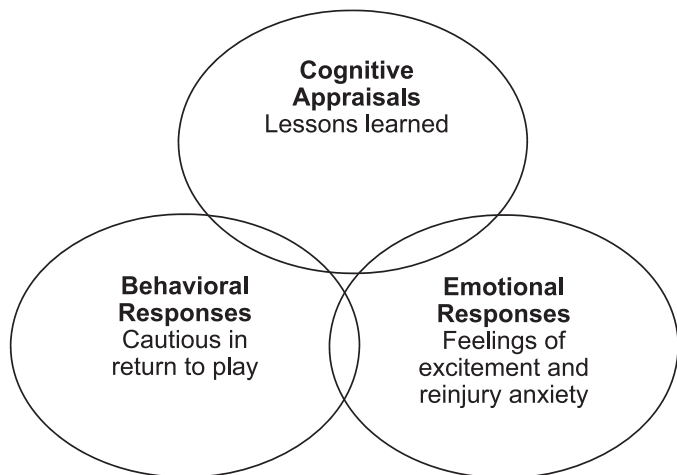 Cognitive
Appraisals
Lessons learned
Behavioral
Responses
Cautious in
return to play
Emotional
Responses
Feelings of
excitement and
reinjury anxiety